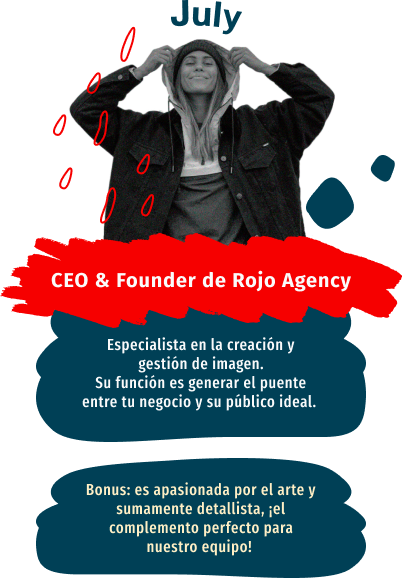 July
CEO & Founder de Rojo Agency
Especialista en la creación y
gestión de imagen.
Su función es generar el puente
entre tu negocio y su público ideal.
Bonus: es apasionada por el arte y
sumamente detallista, ¡el
complemento perfecto para
nuestro equipo!